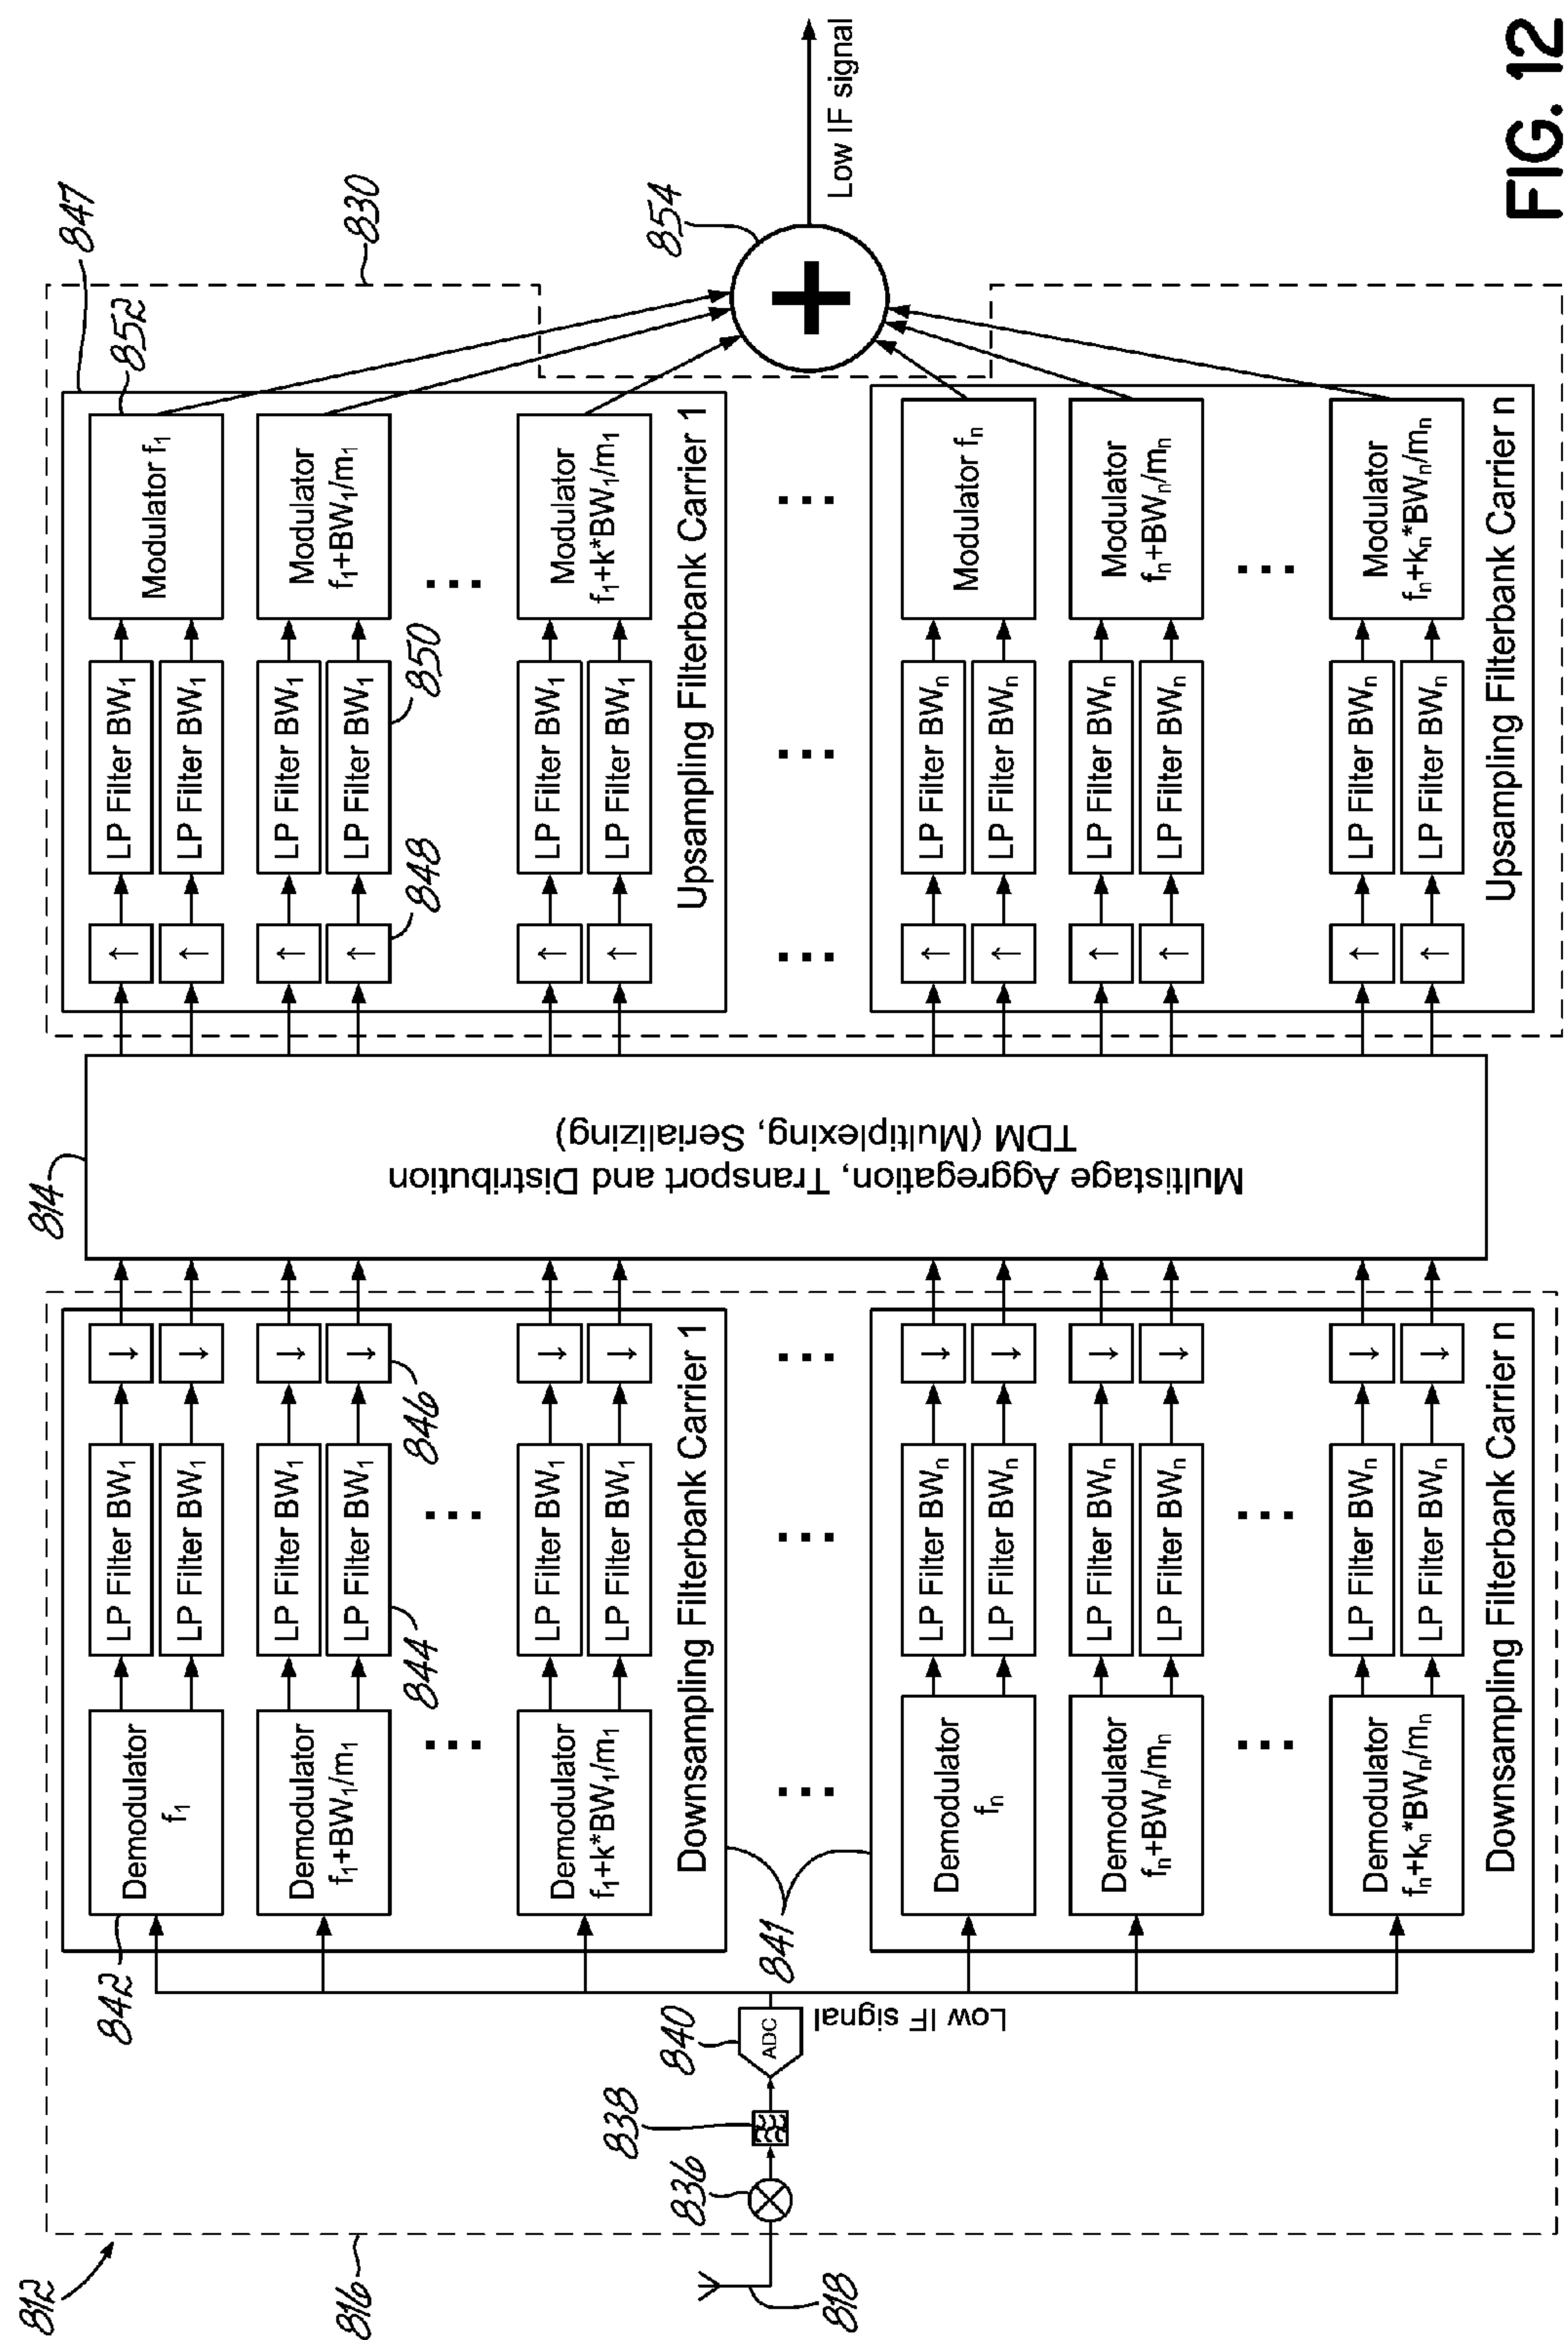 812
816
818
836
838
840
ADC
Low IF signal
841
842
Demodulator
f₁
LP Filter BW₁
LP Filter BW₁
↓
↓
Demodulator
f₁+BW₁/m₁
LP Filter BW₁
LP Filter BW₁
844
↓
↓
846
...
...
Demodulator
f₁+k*BW₁/m₁
LP Filter BW₁
LP Filter BW₁
↓
↓
Downsampling Filterbank Carrier 1
...
...
...
Demodulator
fₙ
LP Filter BWₙ
LP Filter BWₙ
↓
↓
Demodulator
fₙ+BWₙ/mₙ
LP Filter BWₙ
LP Filter BWₙ
↓
↓
...
...
Demodulator
fₙ+kₙ*BWₙ/mₙ
LP Filter BWₙ
LP Filter BWₙ
↓
↓
Downsampling Filterbank Carrier n
814
Multistage Aggregation, Transport and Distribution
TDM (Multiplexing, Serializing)
847
↑
↑
LP Filter BW₁
LP Filter BW₁
Modulator f₁
852
↑
↑
848
LP Filter BW₁
LP Filter BW₁
850
Modulator
f₁+BW₁/m₁
...
↑
↑
LP Filter BW₁
LP Filter BW₁
Modulator
f₁+k*BW₁/m₁
Upsampling Filterbank Carrier 1
...
...
...
↑
↑
LP Filter BWₙ
LP Filter BWₙ
Modulator fₙ
↑
↑
LP Filter BWₙ
LP Filter BWₙ
Modulator
fₙ+BWₙ/mₙ
...
↑
↑
LP Filter BWₙ
LP Filter BWₙ
Modulator
fₙ+kₙ*BWₙ/mₙ
Upsampling Filterbank Carrier n
830
854
+
Low IF signal
FIG. 12